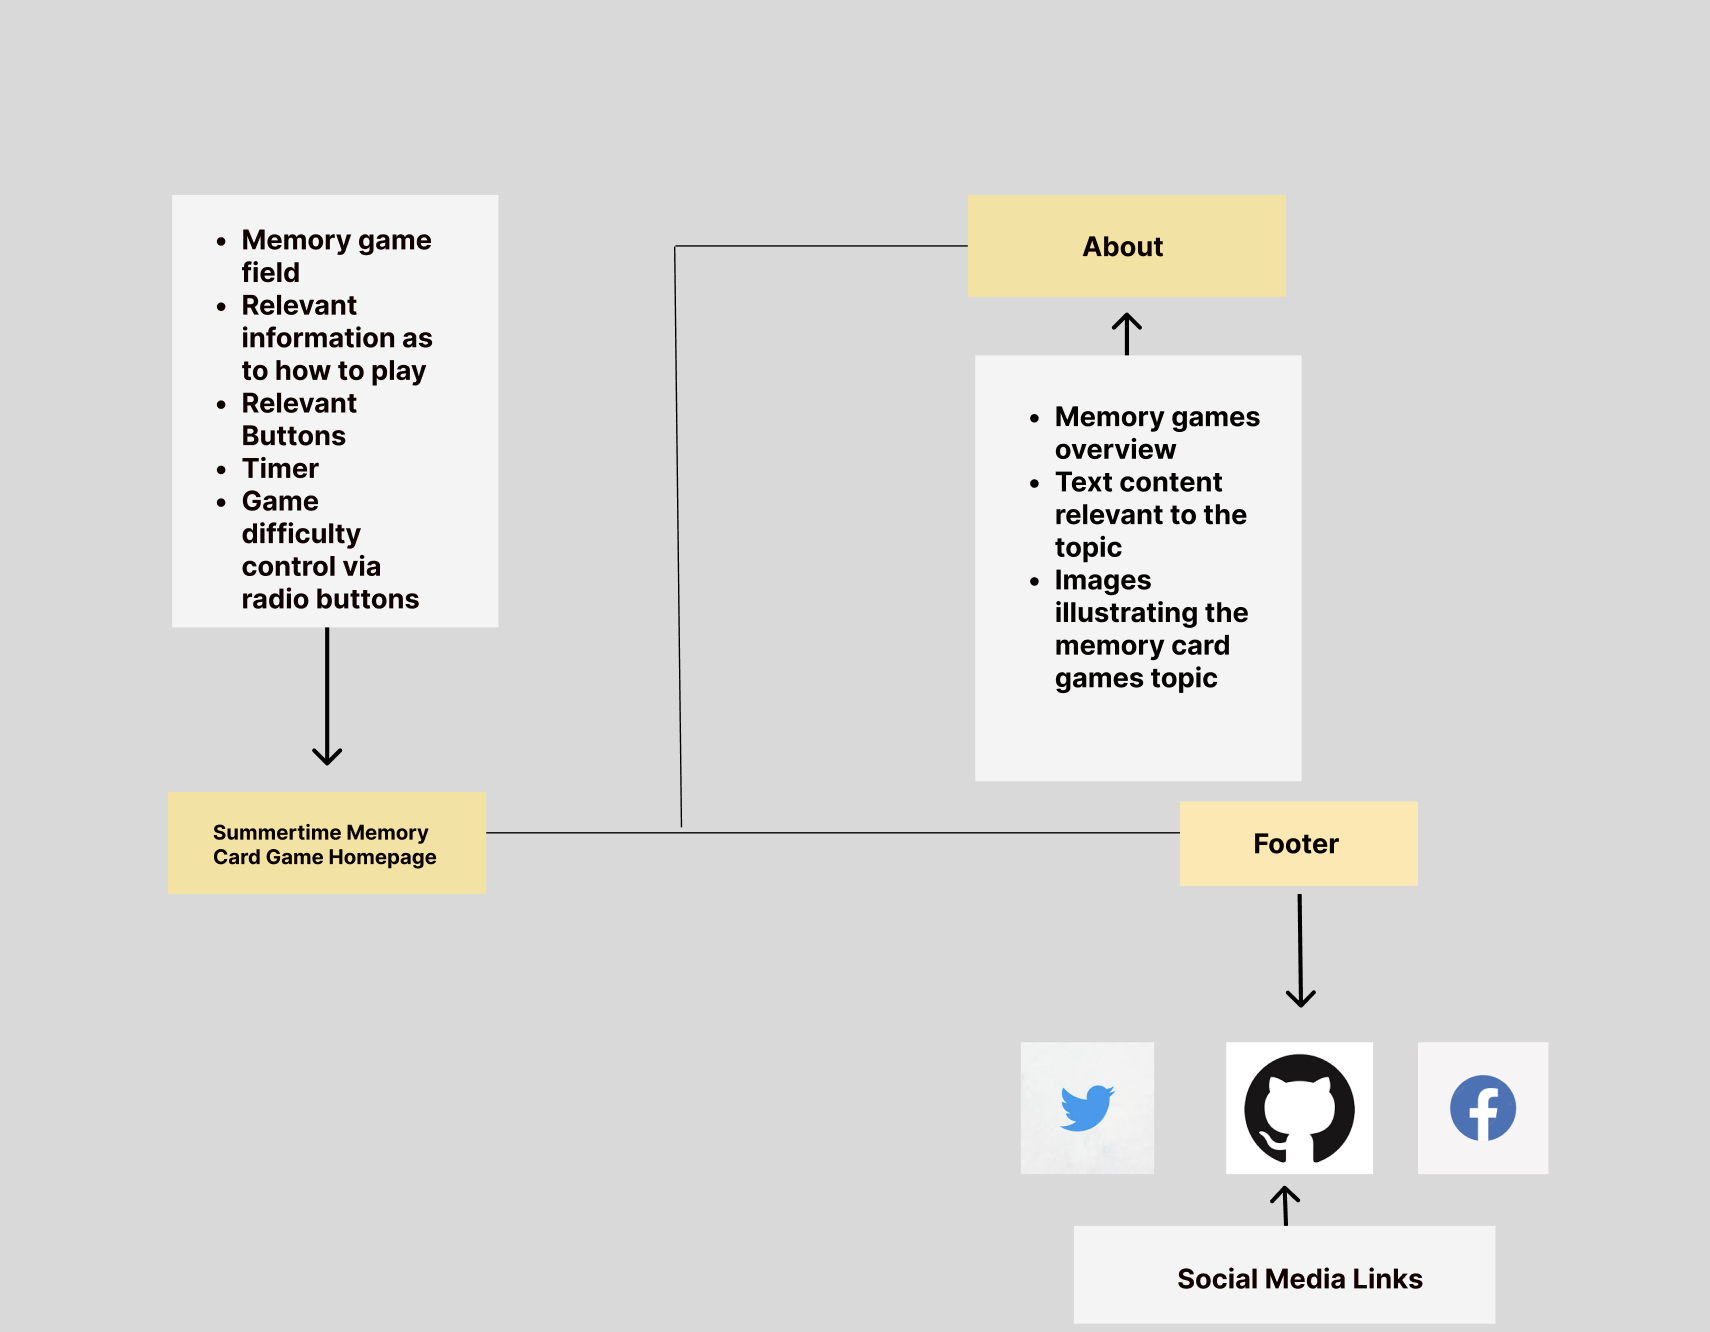 • Memory game
field
• Relevant
information as
to how to play
• Relevant
Buttons
• Timer
• Game
difficulty
control via
radio buttons
Summertime Memory
Card Game Homepage
About
• Memory games
overview
• Text content
relevant to the
topic
• Images
illustrating the
memory card
games topic
Footer
Social Media Links